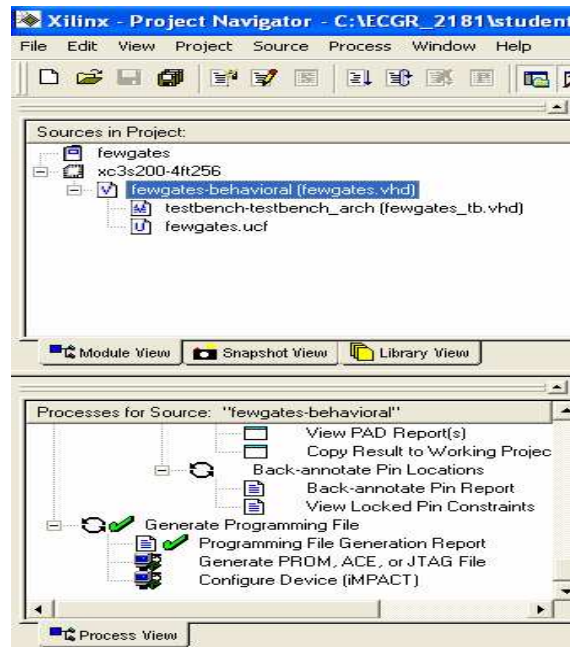 Xilinx - Project Navigator - C:\ECGR_2181\student
File Edit View Project Source Process Window Help
Sources in Project:
fewgates
xc3s200-4ft256
fewgates-behavioral (fewgates.vhd)
testbench-testbench_arch (fewgates_tb.vhd)
fewgates.ucf
Module View Snapshot View Library View
Processes for Source: "fewgates-behavioral"
View PAD Report(s)
Copy Result to Working Projec
Back-annotate Pin Locations
Back-annotate Pin Report
View Locked Pin Constraints
Generate Programming File
Programming File Generation Report
Generate PROM, ACE, or JTAG File
Configure Device (iMPACT)
Process View